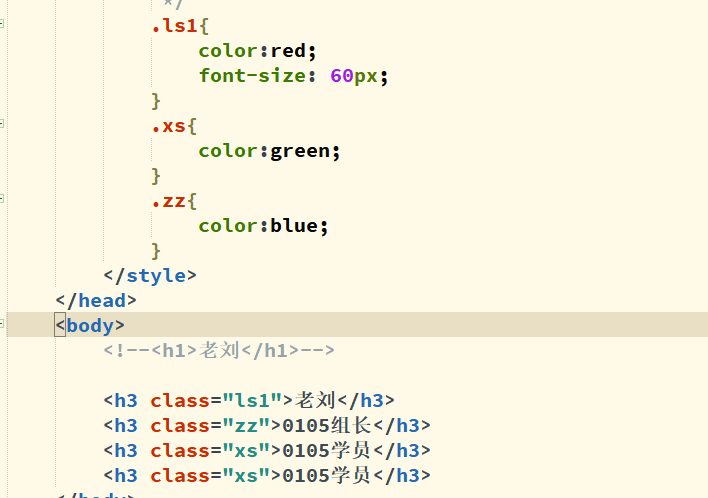 */
.ls1{
color:red;
font-size: 60px;
}
.xs{
color:green;
}
.zz{
color:blue;
}
</style>
</head>
<body>
<!--<h1>老刘</h1>-->
<h3 class="ls1">老刘</h3>
<h3 class="zz">0105组长</h3>
<h3 class="xs">0105学员</h3>
<h3 class="xs">0105学员</h3>
</body>